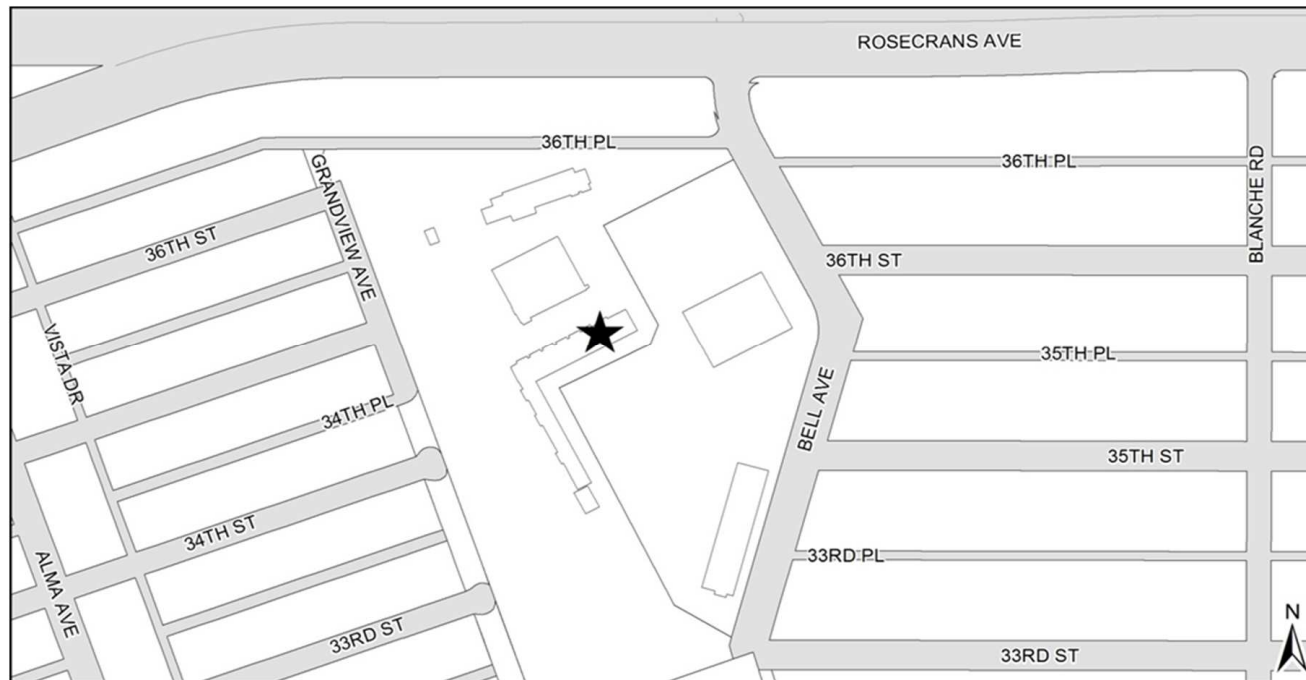 ROSECRANS AVE
36TH PL
36TH PL
GRANDVIEW AVE
BLANCHE RD
36TH ST
36TH ST
VISTA DR
35TH PL
34TH PL
BELL AVE
35TH ST
34TH ST
33RD PL
ALMA AVE
33RD ST
33RD ST
N